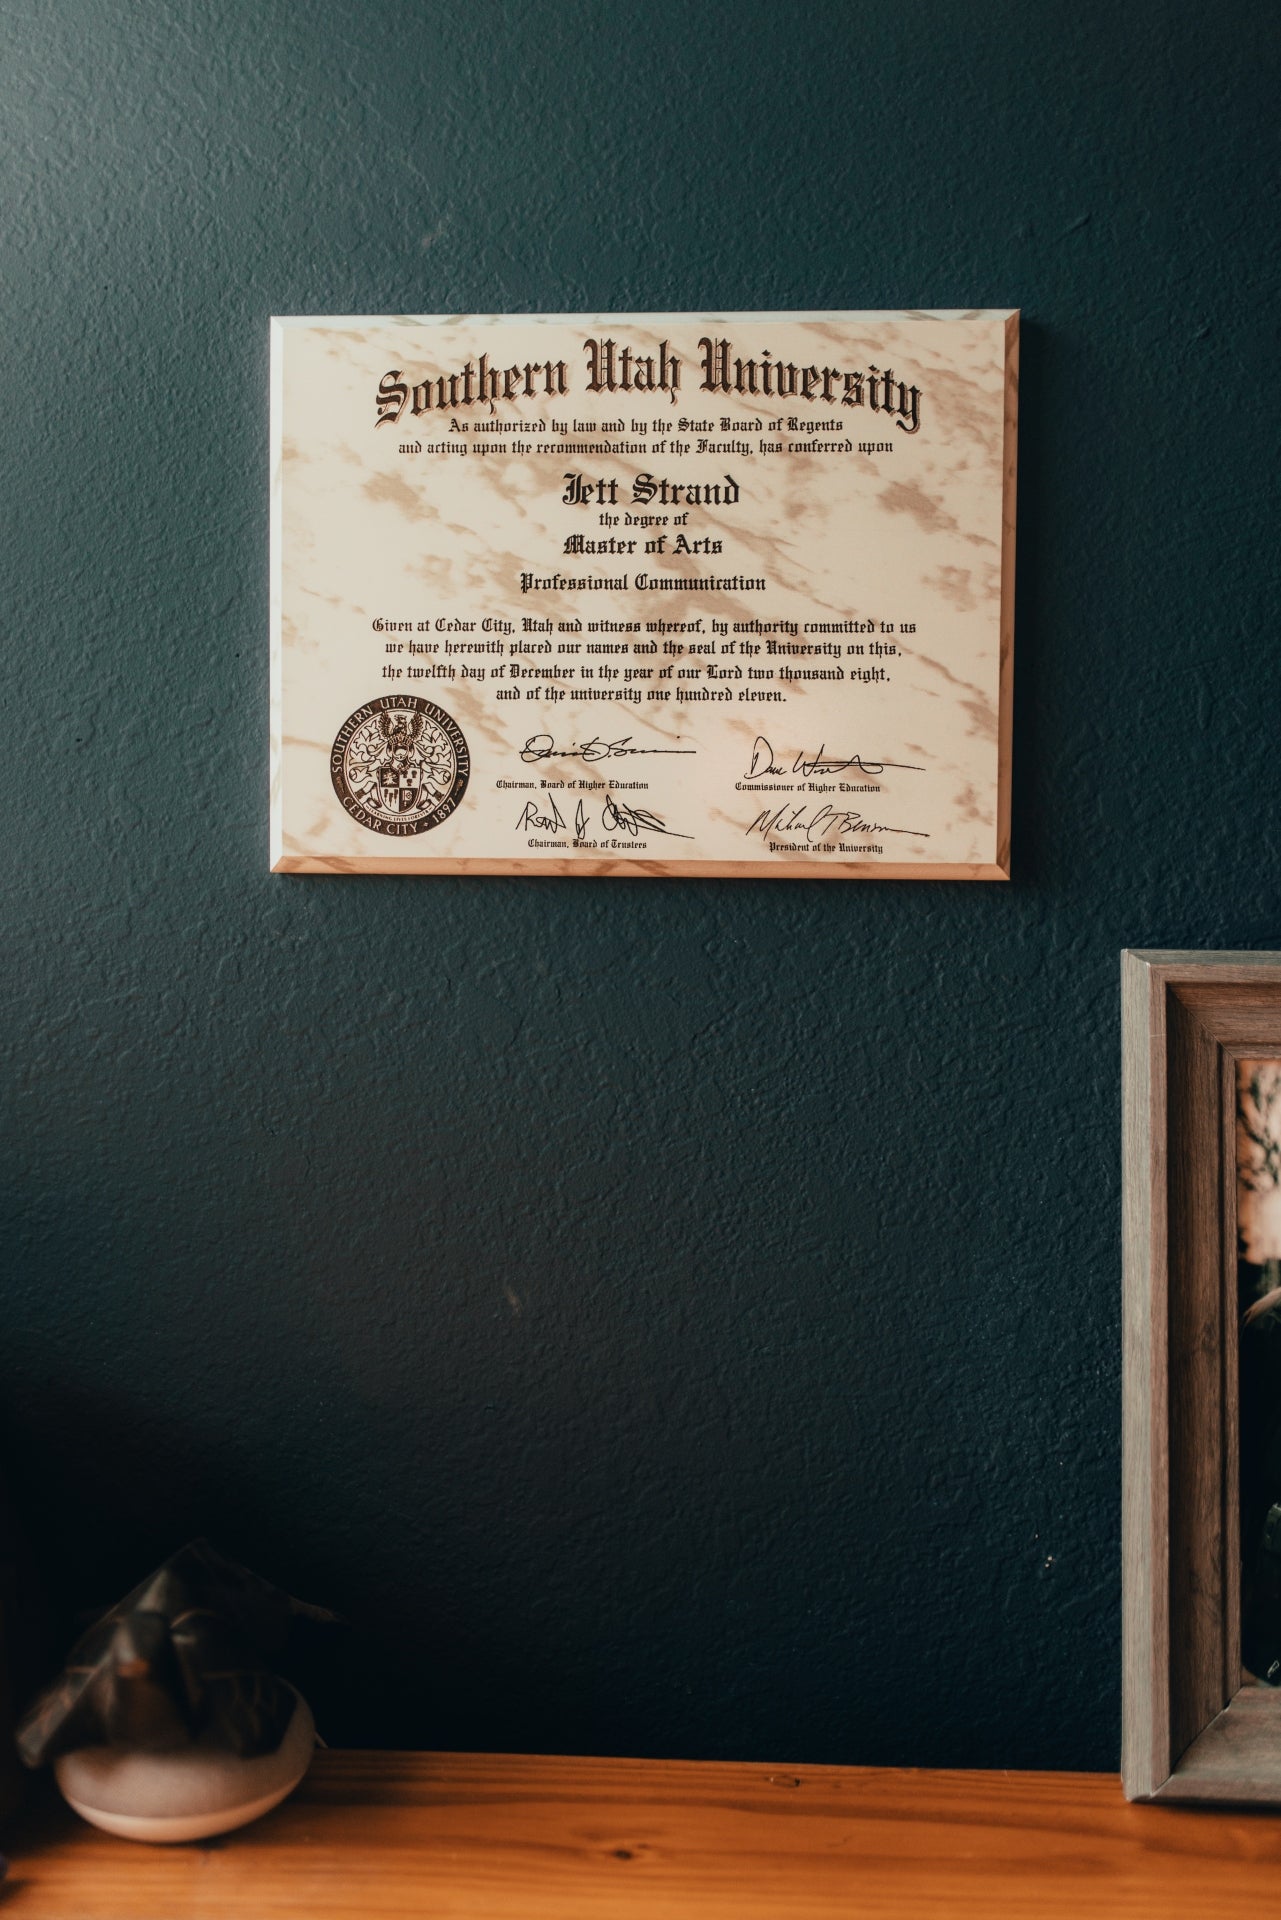 Southern Utah University
As authorized by law and by the State Board of Regents
and acting upon the recommendation of the Faculty, has conferred upon
Jett Strand
the degree of
Master of Arts
Professional Communication
Given at Cedar City, Utah and witness whereof, by authority committed to us
we have herewith placed our names and the seal of the University on this,
the twelfth day of December in the year of our Lord two thousand eight,
and of the university one hundred eleven.
SOUTHERN UTAH UNIVERSITY
CEDAR CITY • 1897
Chairman, Board of Higher Education
Commissioner of Higher Education
Michael T Benson
Chairman, Board of Trustees
President of the University